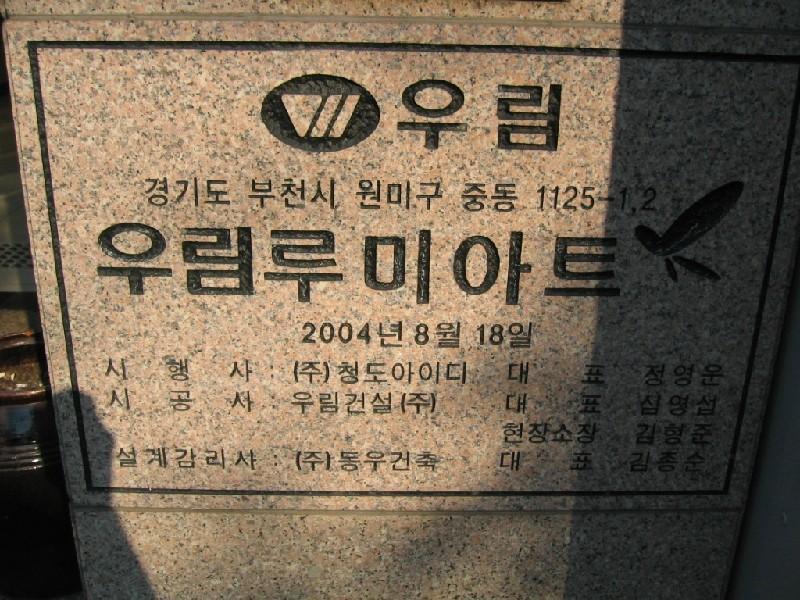 우림
경기도 부천시 원미구 중동 1125-1,2
우림루미아트
2004년 8월 18일
시 행 사 : (주)청도아이디 대 표 정영운
시 공 사 : 우림건설(주) 대 표 심영섭
현장소장 김형준
설계감리사 : (주)동우건축 대 표 김종순